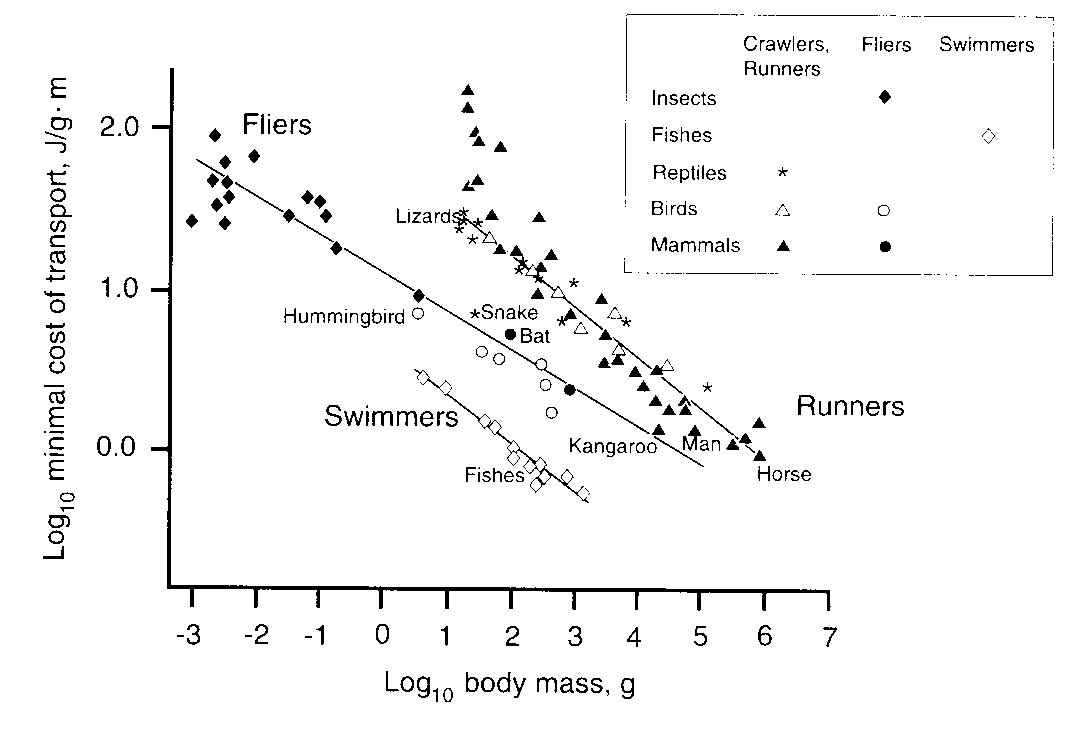 Crawlers, Fliers Swimmers
Runners
Insects
Fishes
Reptiles
Birds
Mammals
Log10 minimal cost of transport, J/g·m
2.0
1.0
0.0
Fliers
Lizards
Hummingbird
Snake
Bat
Swimmers
Runners
Kangaroo
Man
Horse
Fishes
-3 -2 -1 0 1 2 3 4 5 6 7
Log10 body mass, g